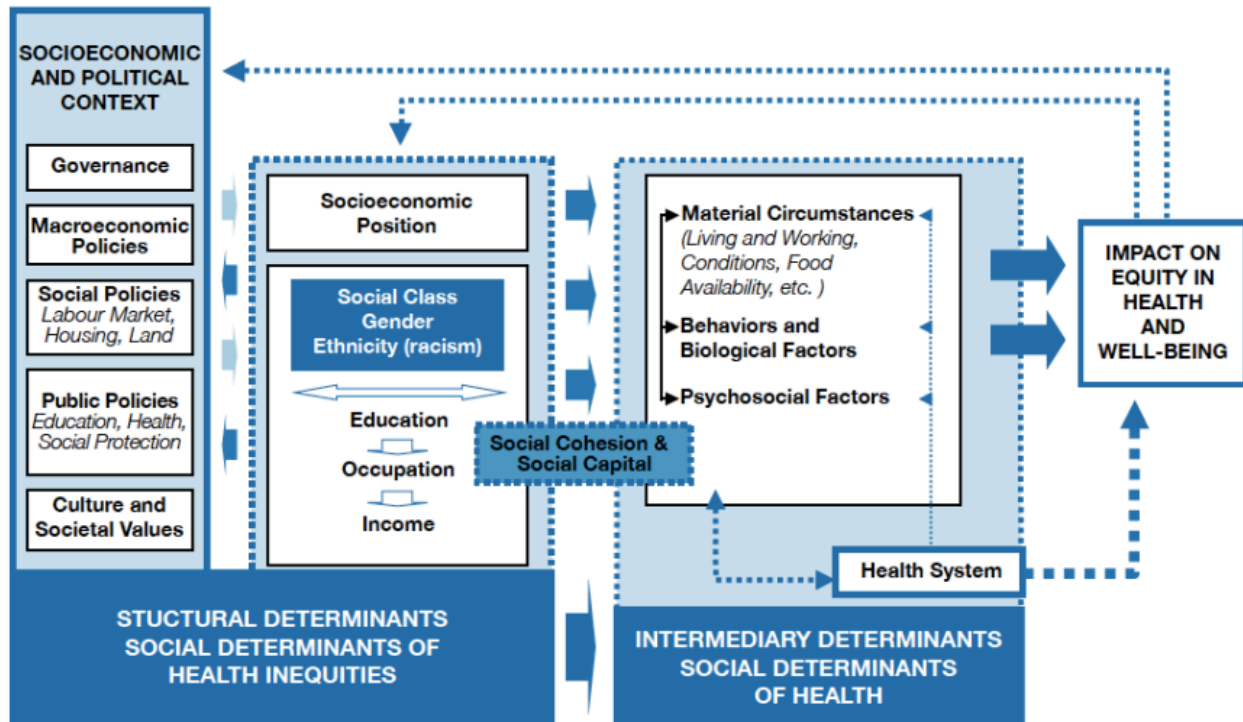 SOCIOECONOMIC
AND POLITICAL
CONTEXT
Governance
Macroeconomic
Policies
Social Policies
Labour Market,
Housing, Land
Public Policies
Education, Health,
Social Protection
Culture and
Societal Values
Socioeconomic
Position
Social Class
Gender
Ethnicity (racism)
Education
Occupation
Income
Social Cohesion &
Social Capital
Material Circumstances
(Living and Working,
Conditions, Food
Availability, etc. )
Behaviors and
Biological Factors
Psychosocial Factors
Health System
IMPACT ON
EQUITY IN
HEALTH
AND
WELL-BEING
STUCTURAL DETERMINANTS
SOCIAL DETERMINANTS OF
HEALTH INEQUITIES
INTERMEDIARY DETERMINANTS
SOCIAL DETERMINANTS
OF HEALTH